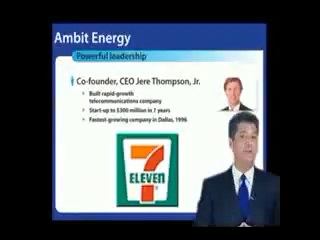 Ambit Energy
Powerful leadership
Co-founder, CEO Jere Thompson, Jr.
Built rapid-growth
telecommunications company
Start-up to $300 million in 7 years
Fastest-growing company in Dallas, 1996
7
ELEVEN